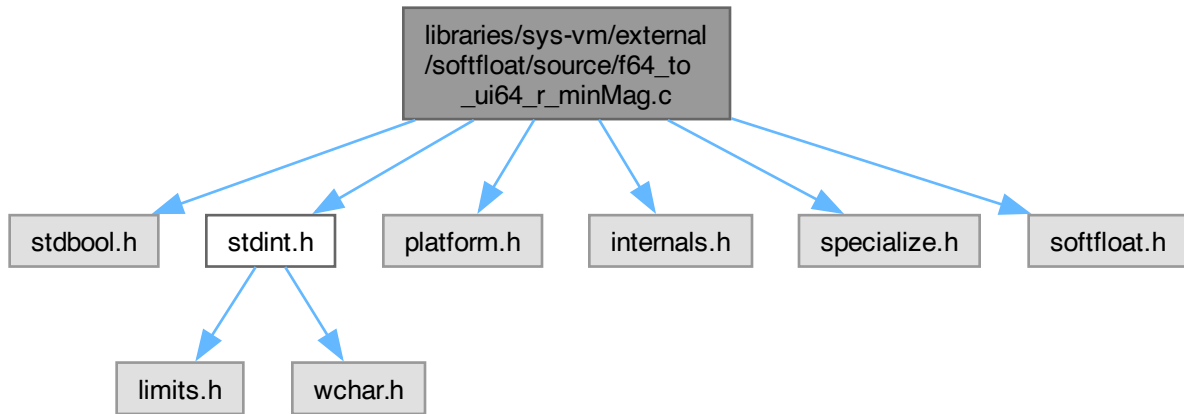 libraries/sys-vm/external
/softfloat/source/f64_to
_ui64_r_minMag.c
stdbool.h
stdint.h
platform.h
internals.h
specialize.h
softfloat.h
limits.h
wchar.h